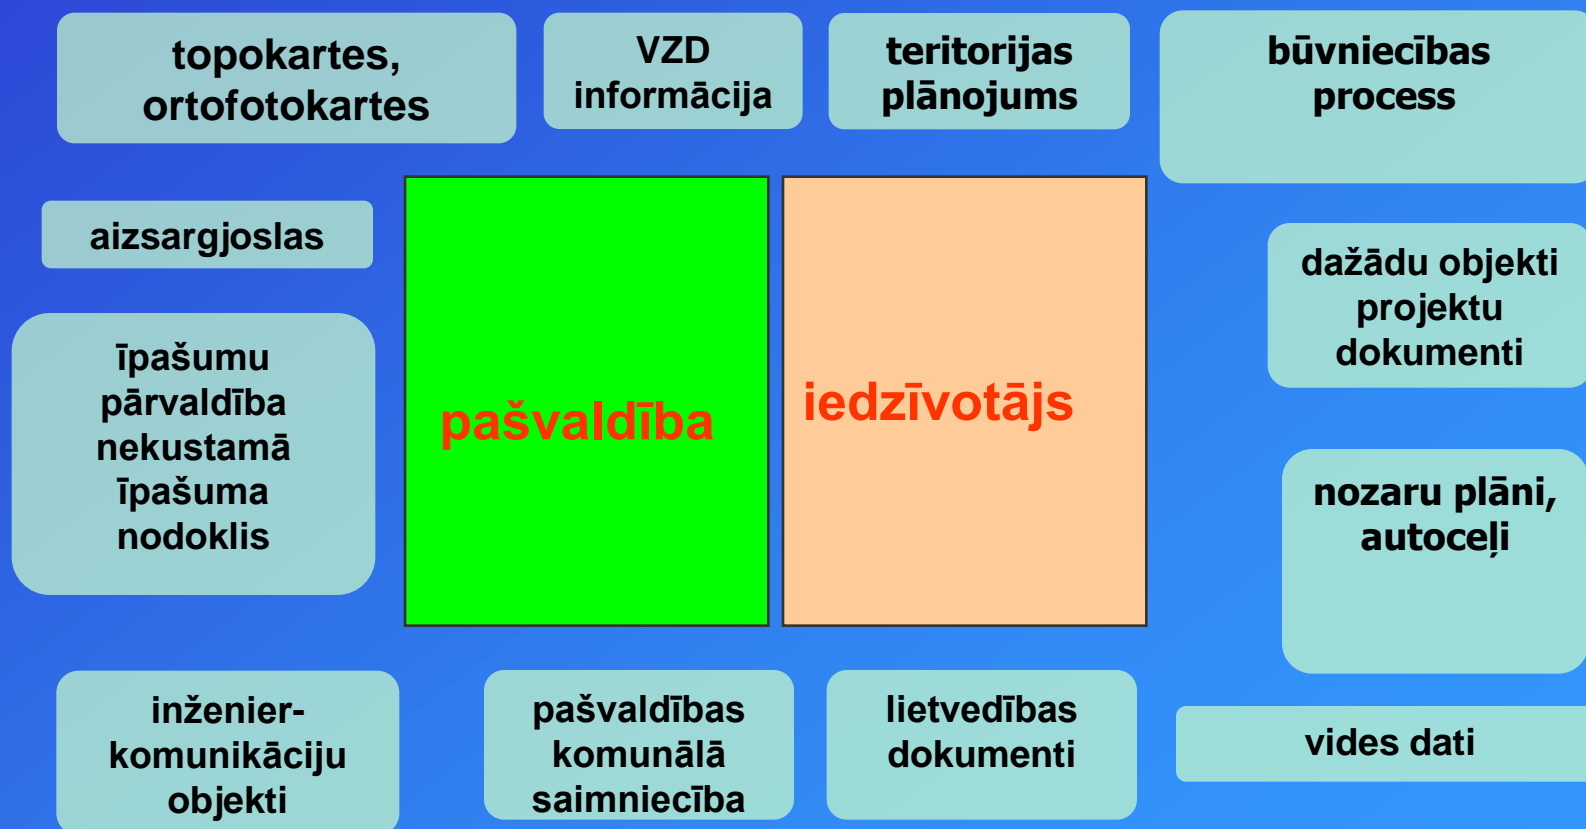 topokartes,
ortofotokartes
VZD
informācija
teritorijas
plānojums
būvniecības
process
aizsargjoslas
īpašumu
pārvaldība
nekustamā
īpašuma
nodoklis
pašvaldība
iedzīvotājs
dažādu objekti
projektu
dokumenti
nozaru plāni,
autoceļi
inženier-
komunikāciju
objekti
pašvaldības
komunālā
saimniecība
lietvedības
dokumenti
vides dati